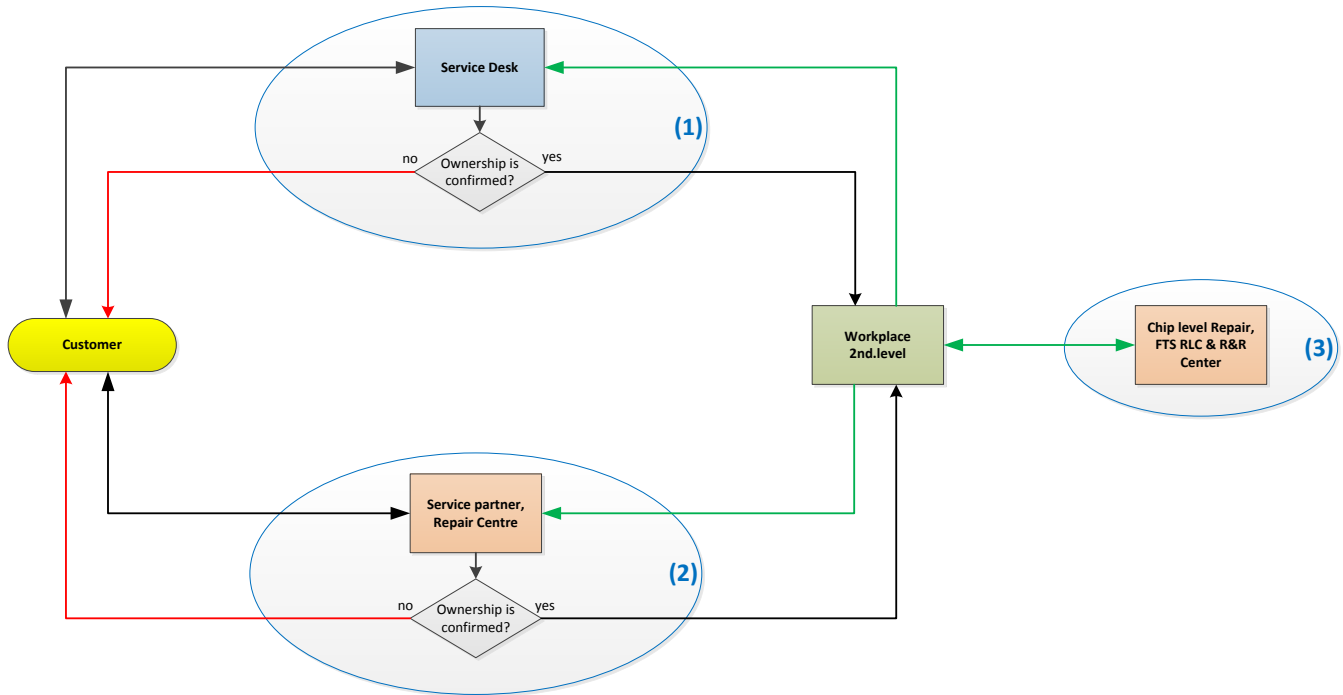 Service Desk
(1)
no
yes
Ownership is
confirmed?
Customer
Workplace
2nd.level
Chip level Repair,
FTS RLC & R&R
Center
(3)
Service partner,
Repair Centre
(2)
no
yes
Ownership is
confirmed?